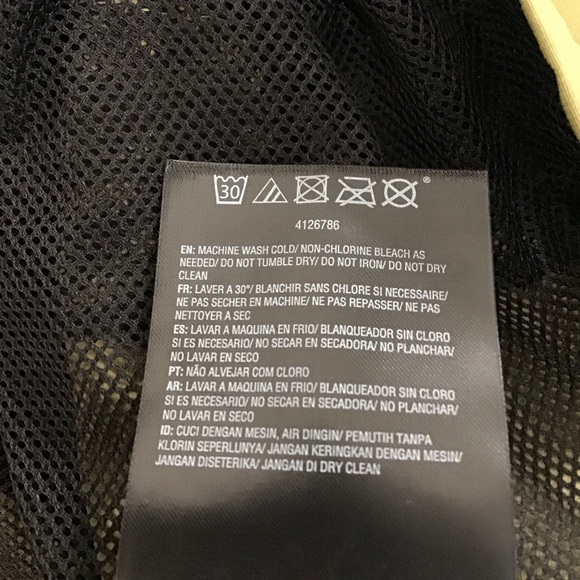 30
®
4126786
EN: MACHINE WASH COLD/ NON-CHLORINE BLEACH AS
NEEDED/ DO NOT TUMBLE DRY/ DO NOT IRON/ DO NOT DRY
CLEAN
FR: LAVER A 30°/ BLANCHIR SANS CHLORE SI NECESSAIRE/
NE PAS SECHER EN MACHINE/ NE PAS REPASSER/ NE PAS
NETTOYER A SEC
ES: LAVAR A MAQUINA EN FRIO/ BLANQUEADOR SIN CLORO
SI ES NECESSARIO/ NO SECAR EN SECADORA/ NO PLANCHAR/
NO LAVAR EN SECO
PT: NÃO ALVEJAR COM CLORO
AR: LAVAR A MAQUINA EN FRIO/ BLANQUEADOR SIN CLORO
SI ES NECESARIO/ NO SECAR EN SECADORA/ NO PLANCHAR/
NO LAVAR EN SECO
ID: CUCI DENGAN MESIN, AIR DINGIN/ PEMUTIH TANPA
KLORIN SEPERLUNYA/ JANGAN KERINGKAN DENGAN MESIN/
JANGAN DISETERIKA/ JANGAN DI DRY CLEAN